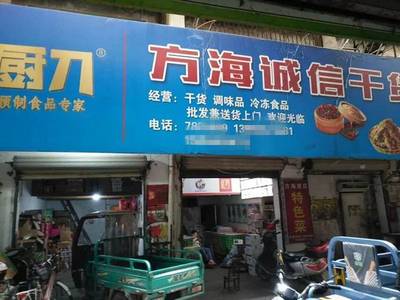 厨刀®
预制食品专家
方海诚信干货
经营：干货 调味品 冷冻食品
批发兼送货上门 欢迎光临
电话：78
特色菜